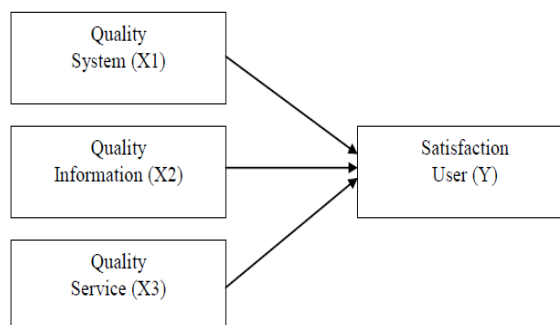 Quality
System (X1)
Quality
Information (X2)
Satisfaction
User (Y)
Quality
Service (X3)